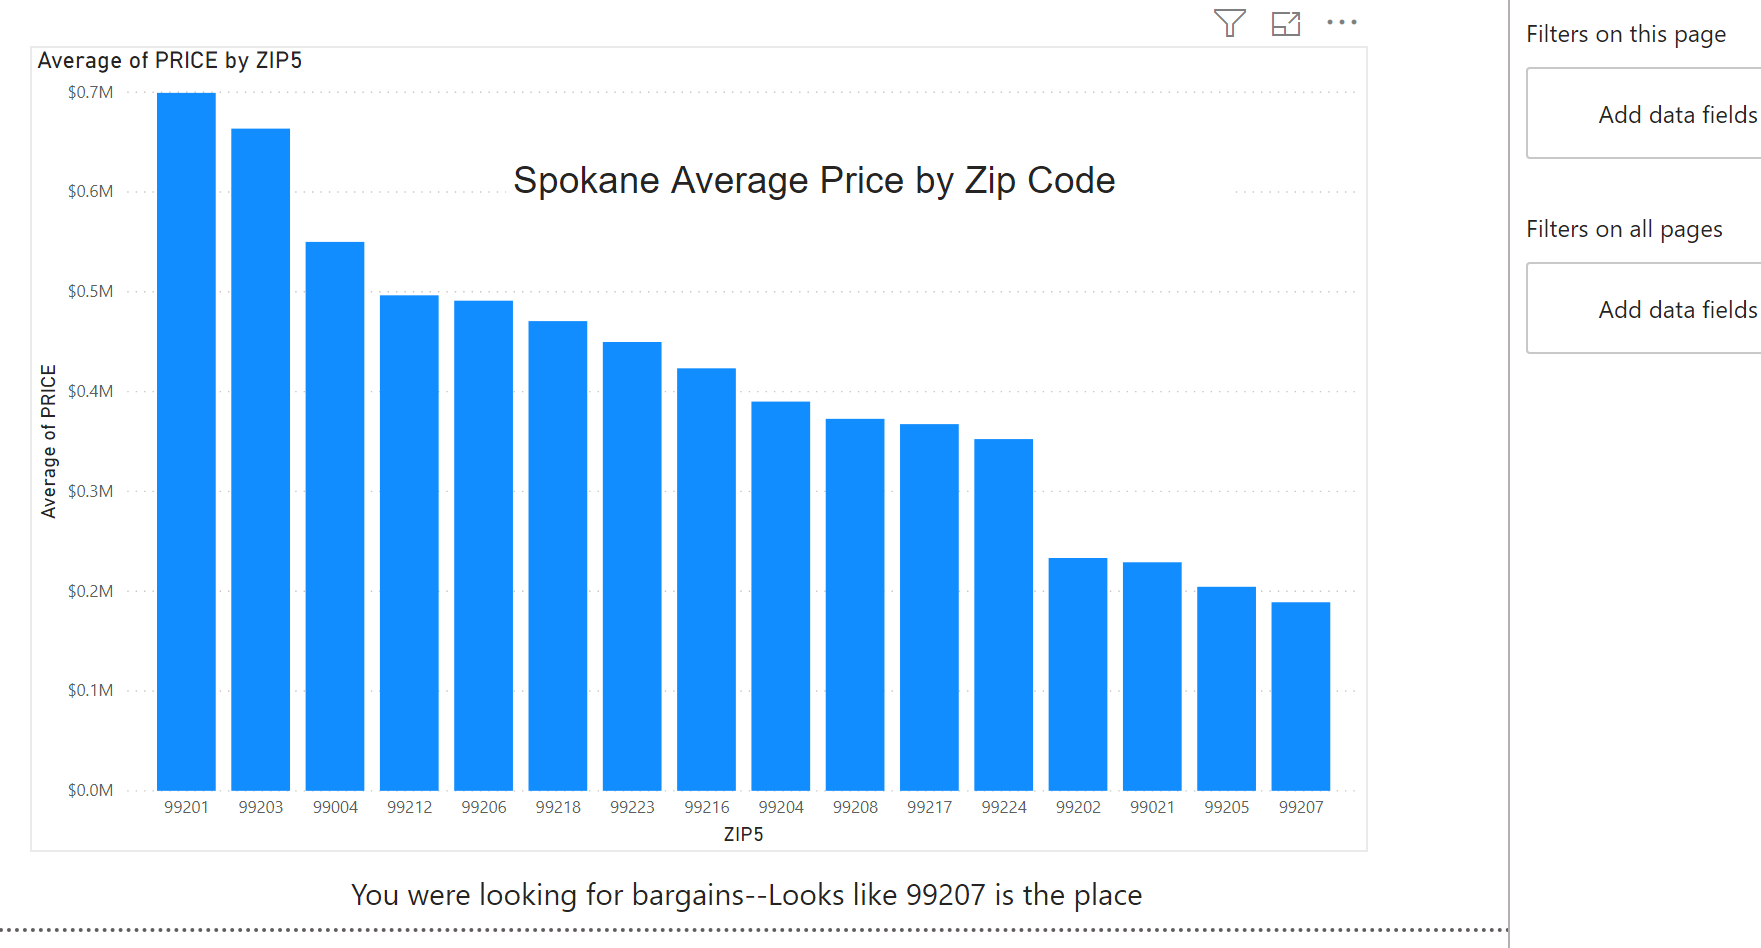 Average of PRICE by ZIP5
Spokane Average Price by Zip Code
$0.7M
$0.6M
$0.5M
$0.4M
$0.3M
$0.2M
$0.1M
$0.0M
Average of PRICE
99201 99203 99004 99212 99206 99218 99223 99216 99204 99208 99217 99224 99202 99021 99205 99207
ZIP5
You were looking for bargains--Looks like 99207 is the place
Filters on this page
Add data fields
Filters on all pages
Add data fields